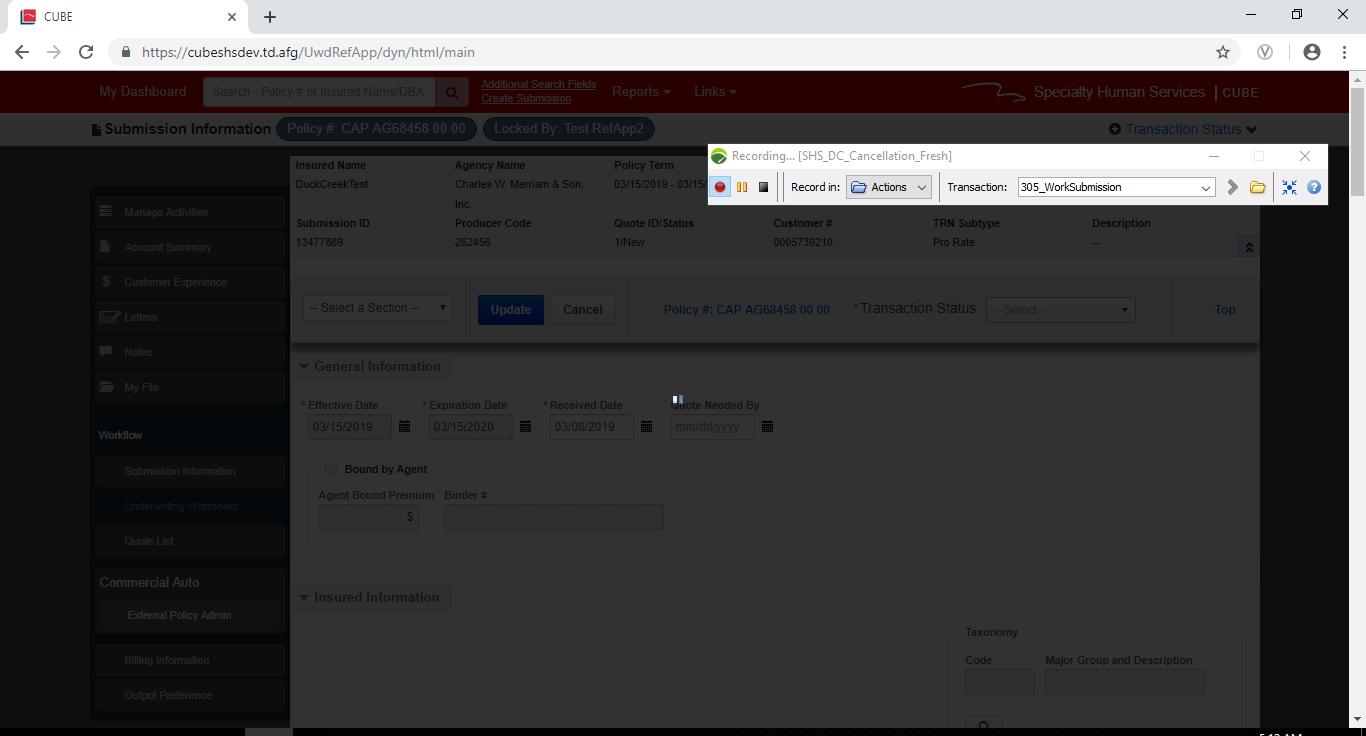 CUBE
https://cubeshsdev.td.afg/UwdRefApp/dyn/html/main
My Dashboard
Search - Policy # or Insured Name/DBA
Additional Search Fields
Create Submission
Reports
Links
Specialty Human Services | CUBE
Submission Information
Policy #: CAP AG68458 00 00
Locked By: Test RefApp2
Transaction Status
Recording... [SHS_DC_Cancellation_Fresh]
Record in:
Actions
Transaction:
305_WorkSubmission
Insured Name
Agency Name
Policy Term
DuckCreekTest
Charles W. Merriam & Son,
Inc.
03/15/2019 - 03/15/
Submission ID
Producer Code
Quote ID/Status
Customer #
TRN Subtype
Description
13477889
262456
1/New
0005739210
Pro Rate
--
-- Select a Section --
Update
Cancel
Policy #: CAP AG68458 00 00
*Transaction Status
--Select--
Top
Manage Activities
Account Summary
$ Customer Experience
Letters
Notes
My File
Workflow
Submission Information
Underwriting Worksheet
Quote List
Commercial Auto
External Policy Admin
Billing Information
Output Preference
General Information
*Effective Date
*Expiration Date
*Received Date
Quote Needed By
03/15/2019
03/15/2020
03/08/2019
mm/dd/yyyy
Bound by Agent
Agent Bound Premium
Binder #
$
Insured Information
Taxonomy
Code
Major Group and Description